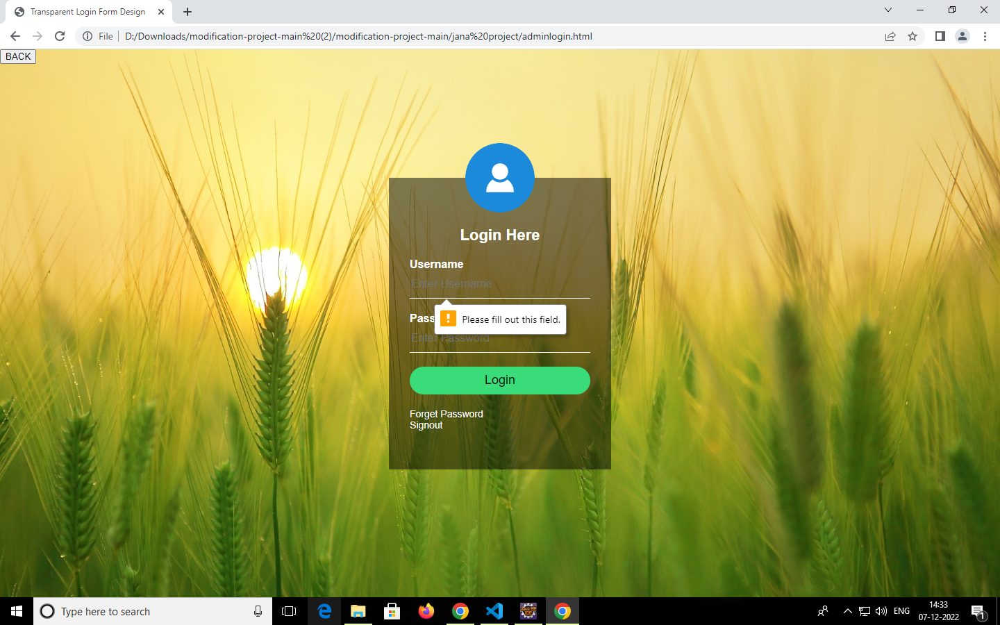 Transparent Login Form Design
File
D:/Downloads/modification-project-main%20(2)/modification-project-main/jana%20project/adminlogin.html
BACK
Login Here
Username
Enter Username
Please fill out this field.
Pass
Enter Password
Login
Forget Password
Signout
Type here to search
ENG
14:33
07-12-2022
1